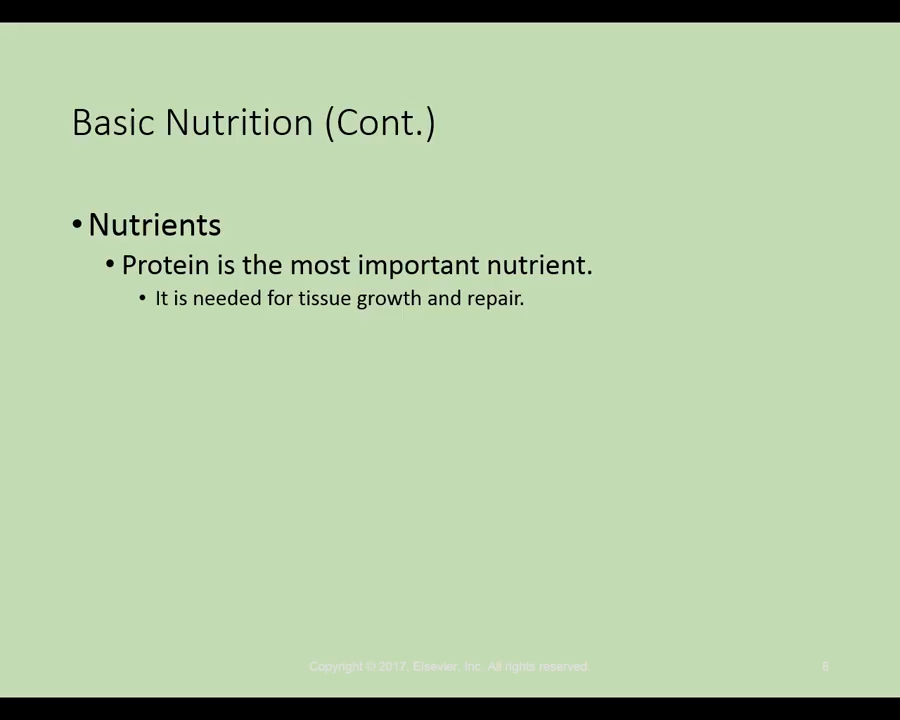 Basic Nutrition (Cont.)
• Nutrients
• Protein is the most important nutrient.
• It is needed for tissue growth and repair.
Copyright © 2017, Elsevier, Inc. All rights reserved.
6